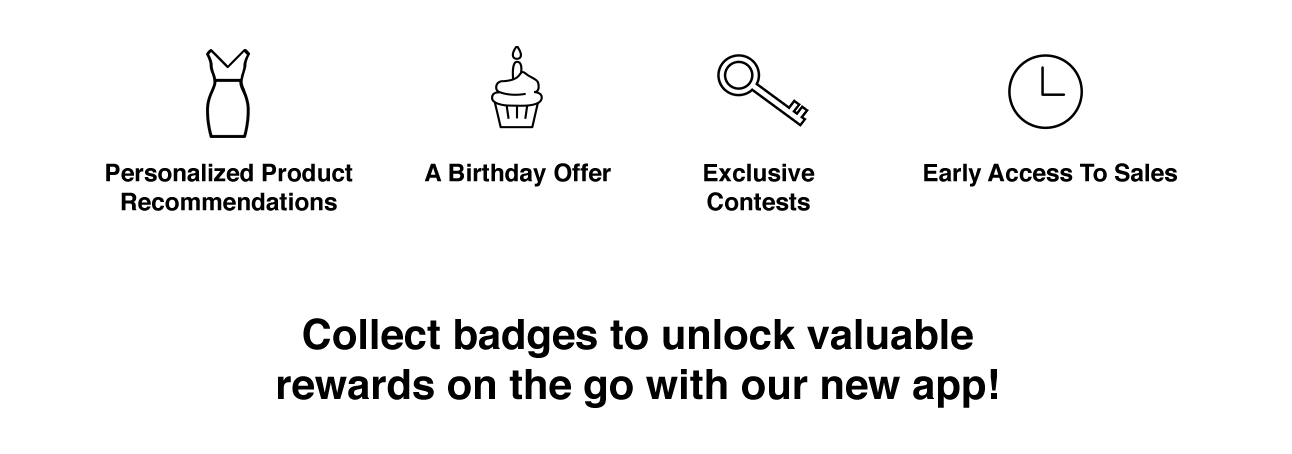 Personalized Product
Recommendations
A Birthday Offer
Exclusive
Contests
Early Access To Sales
Collect badges to unlock valuable
rewards on the go with our new app!